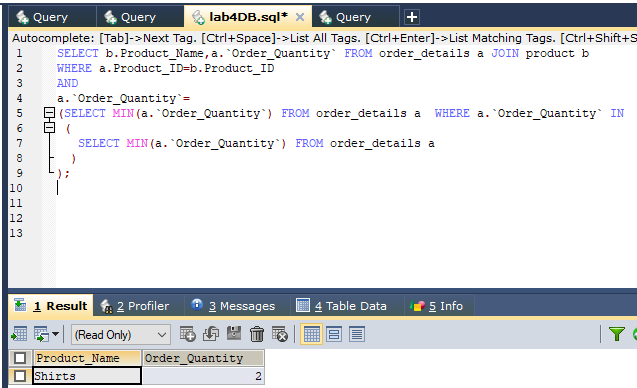 Query Query lab4DB.sql* Query
Autocomplete: [Tab]->Next Tag. [Ctrl+Space]->List All Tags. [Ctrl+Enter]->List Matching Tags. [Ctrl+Shift+S
1 SELECT b.Product_Name,a.`Order_Quantity` FROM order_details a JOIN product b
2 WHERE a.Product_ID=b.Product_ID
3 AND
4 a.`Order_Quantity`=
5 (SELECT MIN(a.`Order_Quantity`) FROM order_details a  WHERE a.`Order_Quantity` IN
6 (
7 SELECT MIN(a.`Order_Quantity`) FROM order_details a
8 )
9 );
10
11
12
13
1 Result 2 Profiler 3 Messages 4 Table Data 5 Info
(Read Only)
Product_Name Order_Quantity
Shirts 2